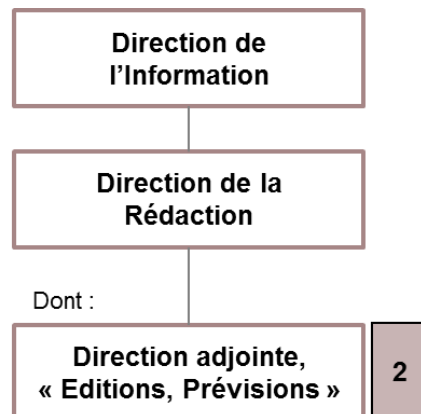 Direction de
l’Information
Direction de la
Rédaction
Dont :
Direction adjointe,
« Editions, Prévisions »
2